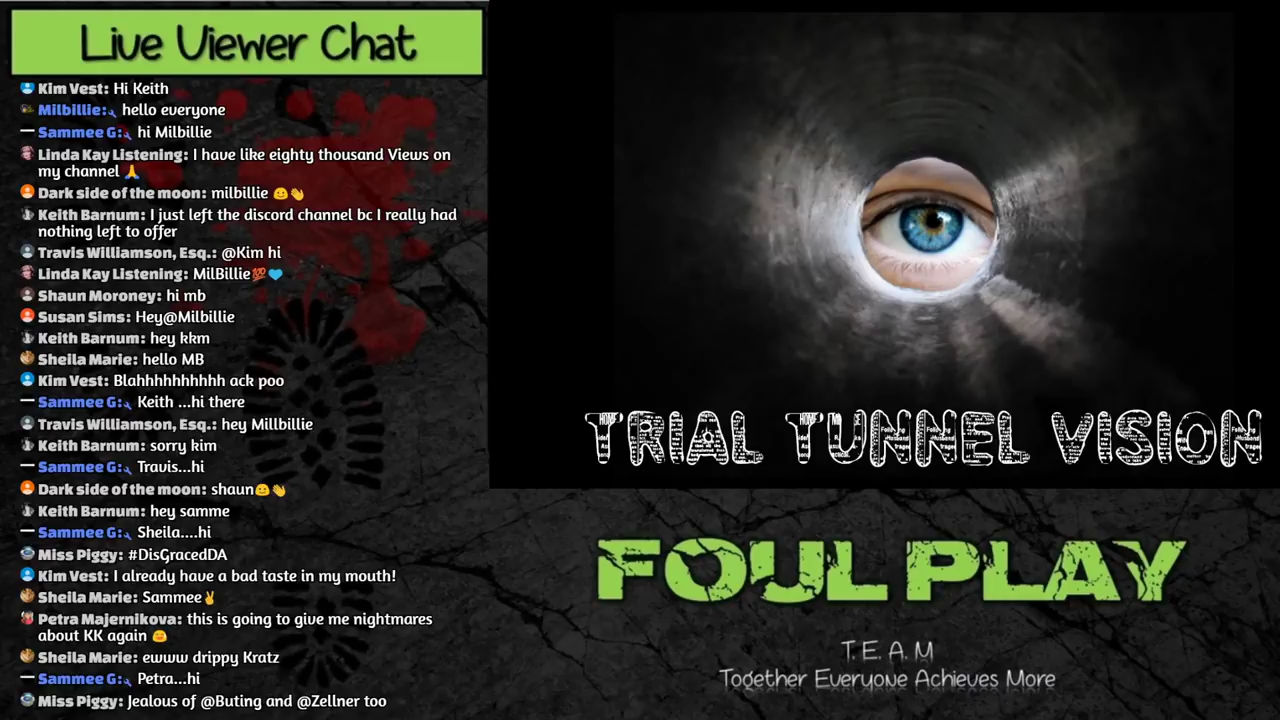 Live Viewer Chat
Kim Vest: Hi Keith
Milbillie: hello everyone
Sammee G: hi Milbillie
Linda Kay Listening: I have like eighty thousand Views on
my channel 🙏
Dark side of the moon: milbillie 🙂👋
Keith Barnum: I just left the discord channel bc I really had
nothing left to offer
Travis Williamson, Esq.: @Kim hi
Linda Kay Listening: MilBillie💯💙
Shaun Moroney: hi mb
Susan Sims: Hey@Milbillie
Keith Barnum: hey kkm
Sheila Marie: hello MB
Kim Vest: Blahhhhhhhhhh ack poo
Sammee G: Keith ...hi there
Travis Williamson, Esq.: hey Millbillie
Keith Barnum: sorry kim
Sammee G: Travis...hi
Dark side of the moon: shaun🙂👋
Keith Barnum: hey samme
Sammee G: Sheila....hi
Miss Piggy: #DisGracedDA
Kim Vest: I already have a bad taste in my mouth!
Sheila Marie: Sammee✌
Petra Majernikova: this is going to give me nightmares
about KK again 😑
Sheila Marie: ewww drippy Kratz
Sammee G: Petra...hi
Miss Piggy: Jealous of @Buting and @Zellner too
TRIAL TUNNEL VISION
FOUL PLAY
T. E. A. M
Together Everyone Achieves More